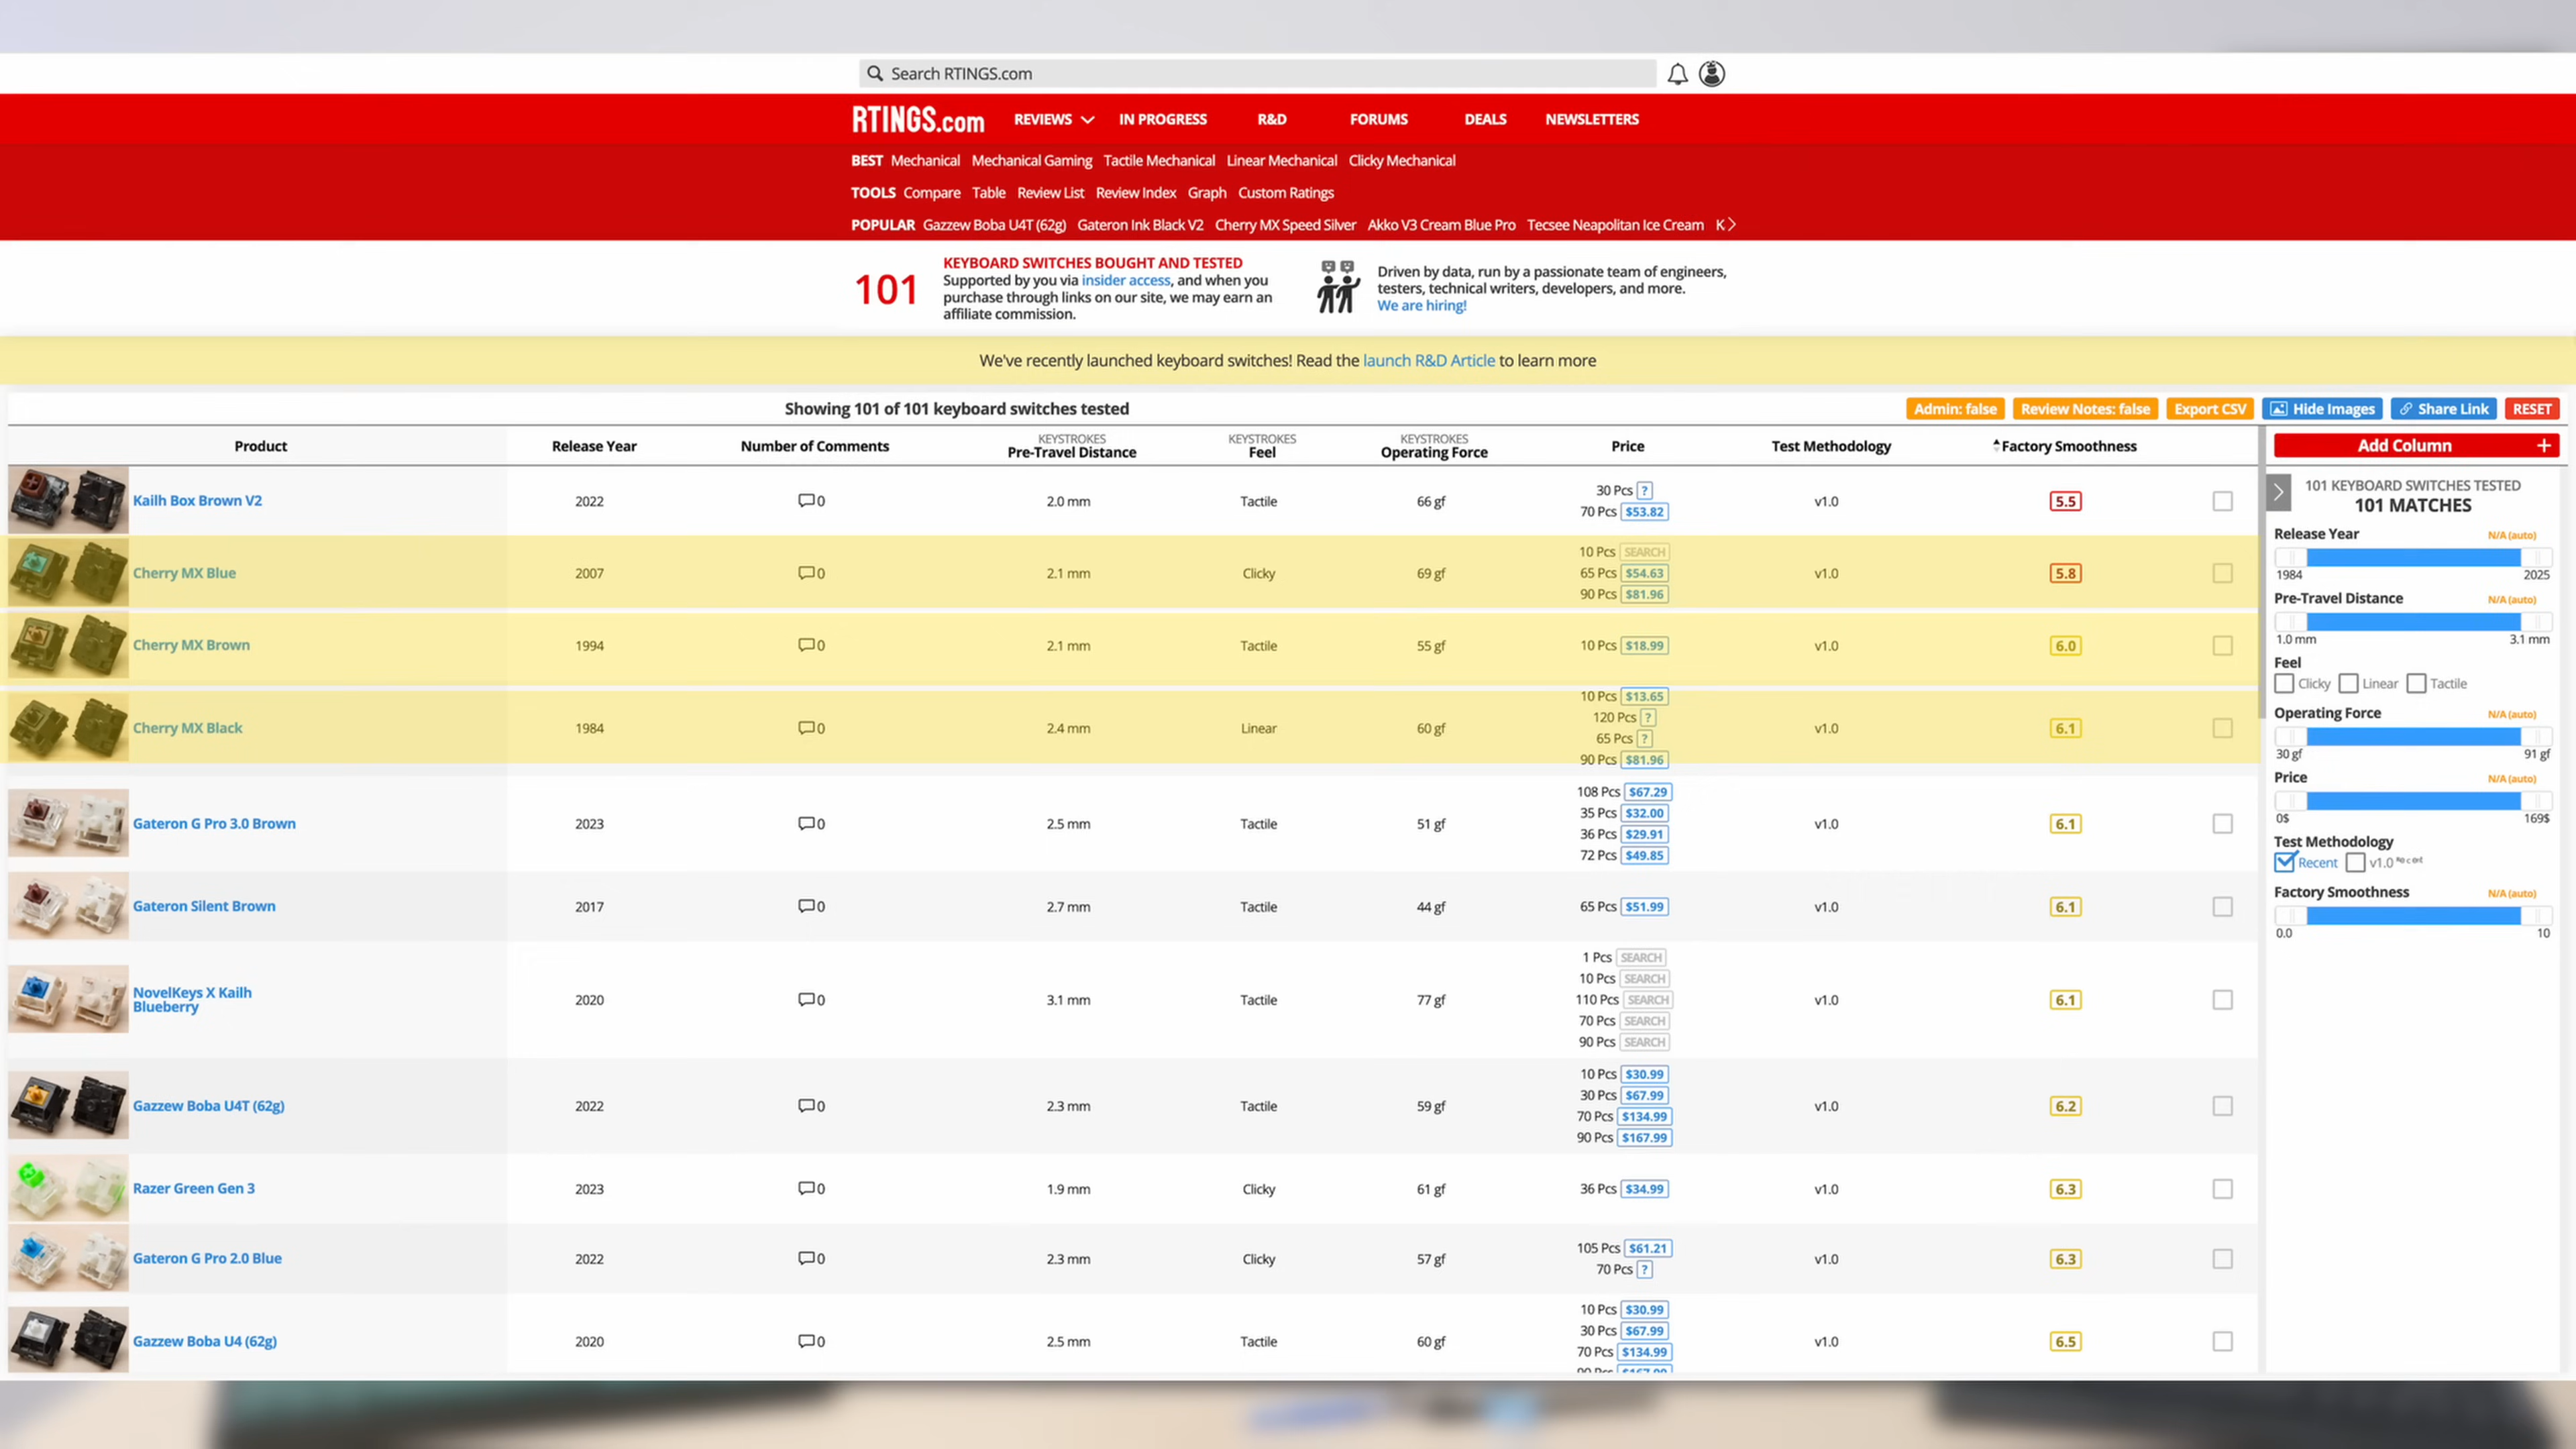 Search RTINGS.com
RTINGS.com REVIEWS IN PROGRESS R&D FORUMS DEALS NEWSLETTERS
BEST Mechanical Mechanical Gaming Tactile Mechanical Linear Mechanical Clicky Mechanical
TOOLS Compare Table Review List Review Index Graph Custom Ratings
POPULAR Gazzew Boba U4T (62g) Gateron Ink Black V2 Cherry MX Speed Silver Akko V3 Cream Blue Pro Tecsee Neapolitan Ice Cream K
101
KEYBOARD SWITCHES BOUGHT AND TESTED
Supported by you via insider access, and when you
purchase through links on our site, we may earn an
affiliate commission.
Driven by data, run by a passionate team of engineers,
testers, technical writers, developers, and more.
We are hiring!
We've recently launched keyboard switches! Read the launch R&D Article to learn more
Showing 101 of 101 keyboard switches tested
Admin: false Review Notes: false Export CSV Hide Images Share Link RESET
Product Release Year Number of Comments KEYSTROKES Pre-Travel Distance KEYSTROKES Feel KEYSTROKES Operating Force Price Test Methodology Factory Smoothness
Kailh Box Brown V2 2022 0 2.0 mm Tactile 66 gf
30 Pcs ?
70 Pcs $53.82
v1.0 5.5
Cherry MX Blue 2007 0 2.1 mm Clicky 69 gf
10 Pcs SEARCH
65 Pcs $54.63
90 Pcs $81.96
v1.0 5.8
Cherry MX Brown 1994 0 2.1 mm Tactile 55 gf
10 Pcs $18.99
v1.0 6.0
Cherry MX Black 1984 0 2.4 mm Linear 60 gf
10 Pcs $13.65
120 Pcs ?
65 Pcs ?
90 Pcs $81.96
v1.0 6.1
Gateron G Pro 3.0 Brown 2023 0 2.5 mm Tactile 51 gf
108 Pcs $67.29
35 Pcs $32.00
36 Pcs $29.91
72 Pcs $49.85
v1.0 6.1
Gateron Silent Brown 2017 0 2.7 mm Tactile 44 gf
65 Pcs $51.99
v1.0 6.1
NovelKeys X Kailh
Blueberry
2020 0 3.1 mm Tactile 77 gf
1 Pcs SEARCH
10 Pcs SEARCH
110 Pcs SEARCH
70 Pcs SEARCH
90 Pcs SEARCH
v1.0 6.1
Gazzew Boba U4T (62g) 2022 0 2.3 mm Tactile 59 gf
10 Pcs $30.99
30 Pcs $67.99
70 Pcs $134.99
90 Pcs $167.99
v1.0 6.2
Razer Green Gen 3 2023 0 1.9 mm Clicky 61 gf
36 Pcs $34.99
v1.0 6.3
Gateron G Pro 2.0 Blue 2022 0 2.3 mm Clicky 57 gf
105 Pcs $61.21
70 Pcs ?
v1.0 6.3
Gazzew Boba U4 (62g) 2020 0 2.5 mm Tactile 60 gf
10 Pcs $30.99
30 Pcs $67.99
70 Pcs $134.99
v1.0 6.5
Add Column +
101 KEYBOARD SWITCHES TESTED
101 MATCHES
Release Year N/A (auto)
1984 2025
Pre-Travel Distance N/A (auto)
1.0 mm 3.1 mm
Feel
Clicky Linear Tactile
Operating Force N/A (auto)
30 gf 91 gf
Price N/A (auto)
0$ 169$
Test Methodology
Recent v1.0
Factory Smoothness N/A (auto)
0.0 10